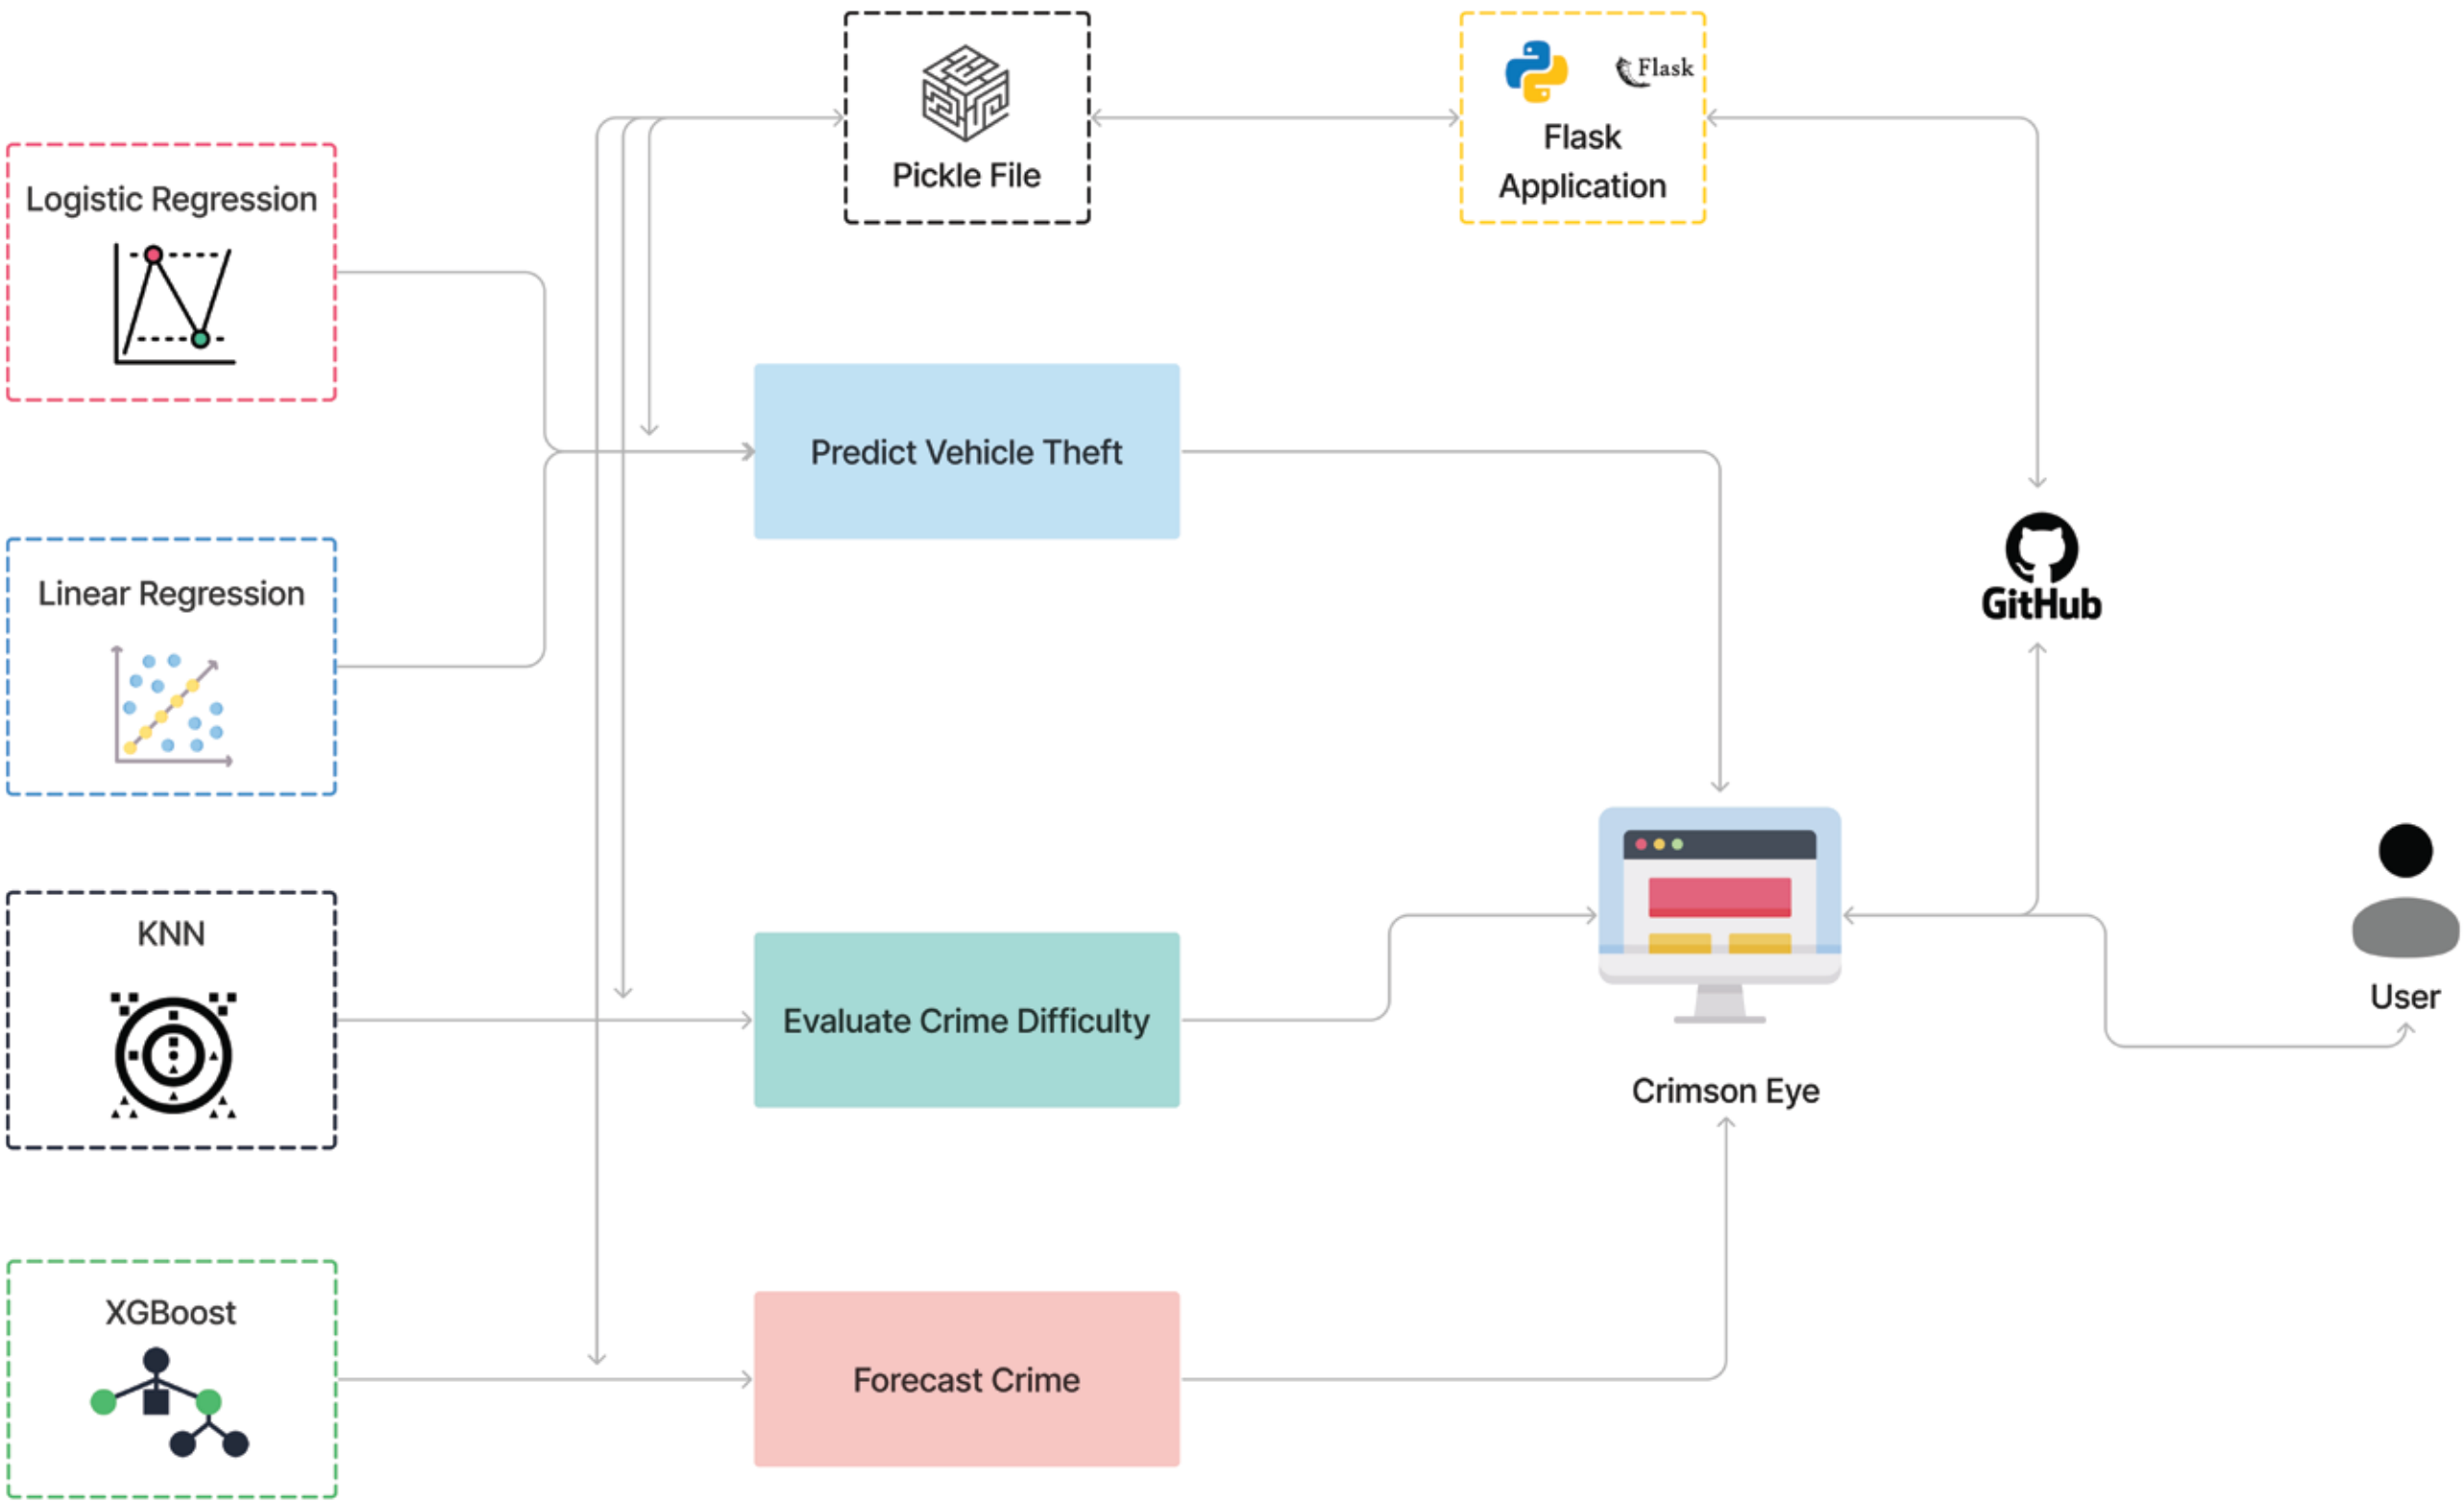 Pickle File
Flask
Flask
Application
Logistic Regression
Predict Vehicle Theft
Linear Regression
GitHub
KNN
User
Evaluate Crime Difficulty
Crimson Eye
XGBoost
Forecast Crime